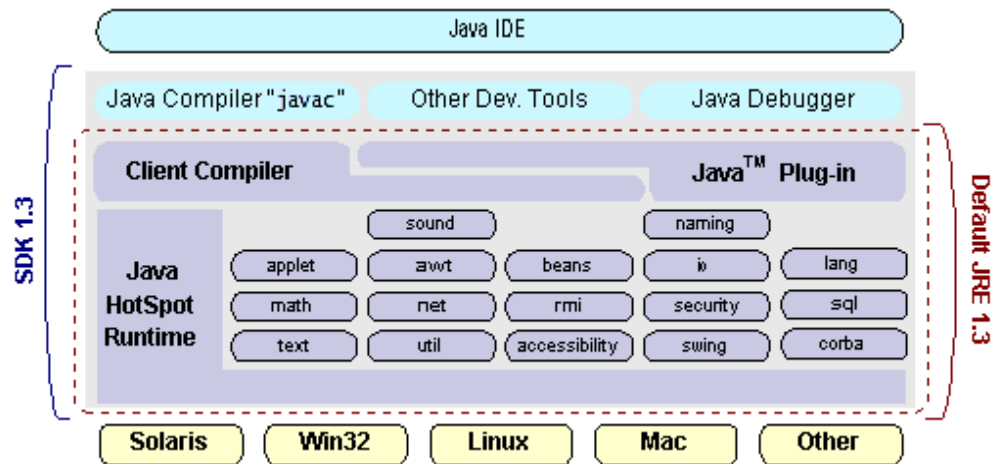 Java IDE
Java Compiler "javac"
Other Dev. Tools
Java Debugger
SDK 1.3
Default JRE 1.3
Client Compiler
Java™ Plug-in
Java
HotSpot
Runtime
sound
naming
applet
awt
beans
io
lang
math
net
rmi
security
sql
text
util
accessibility
swing
corba
Solaris
Win32
Linux
Mac
Other